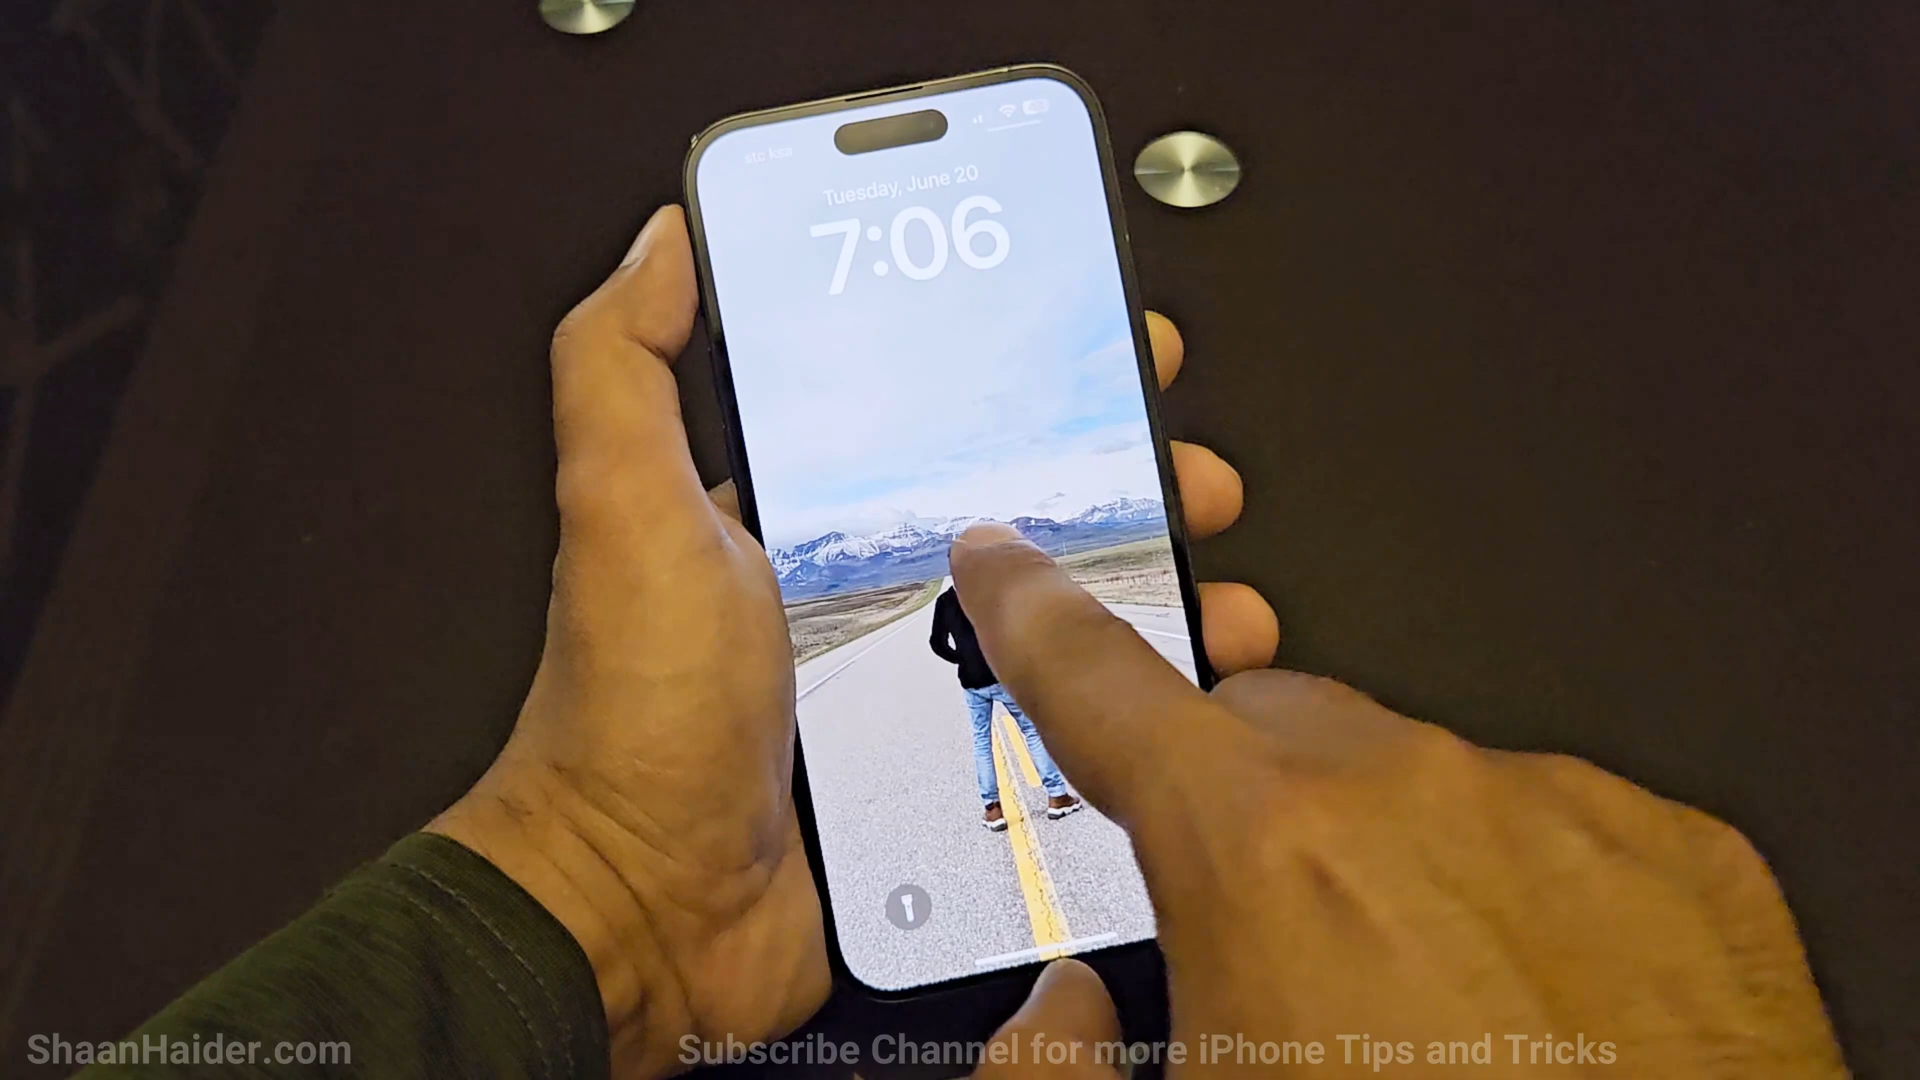 stc ksa
Tuesday, June 20
7:06
ShaanHaider.com
Subscribe Channel for more iPhone Tips and Tricks